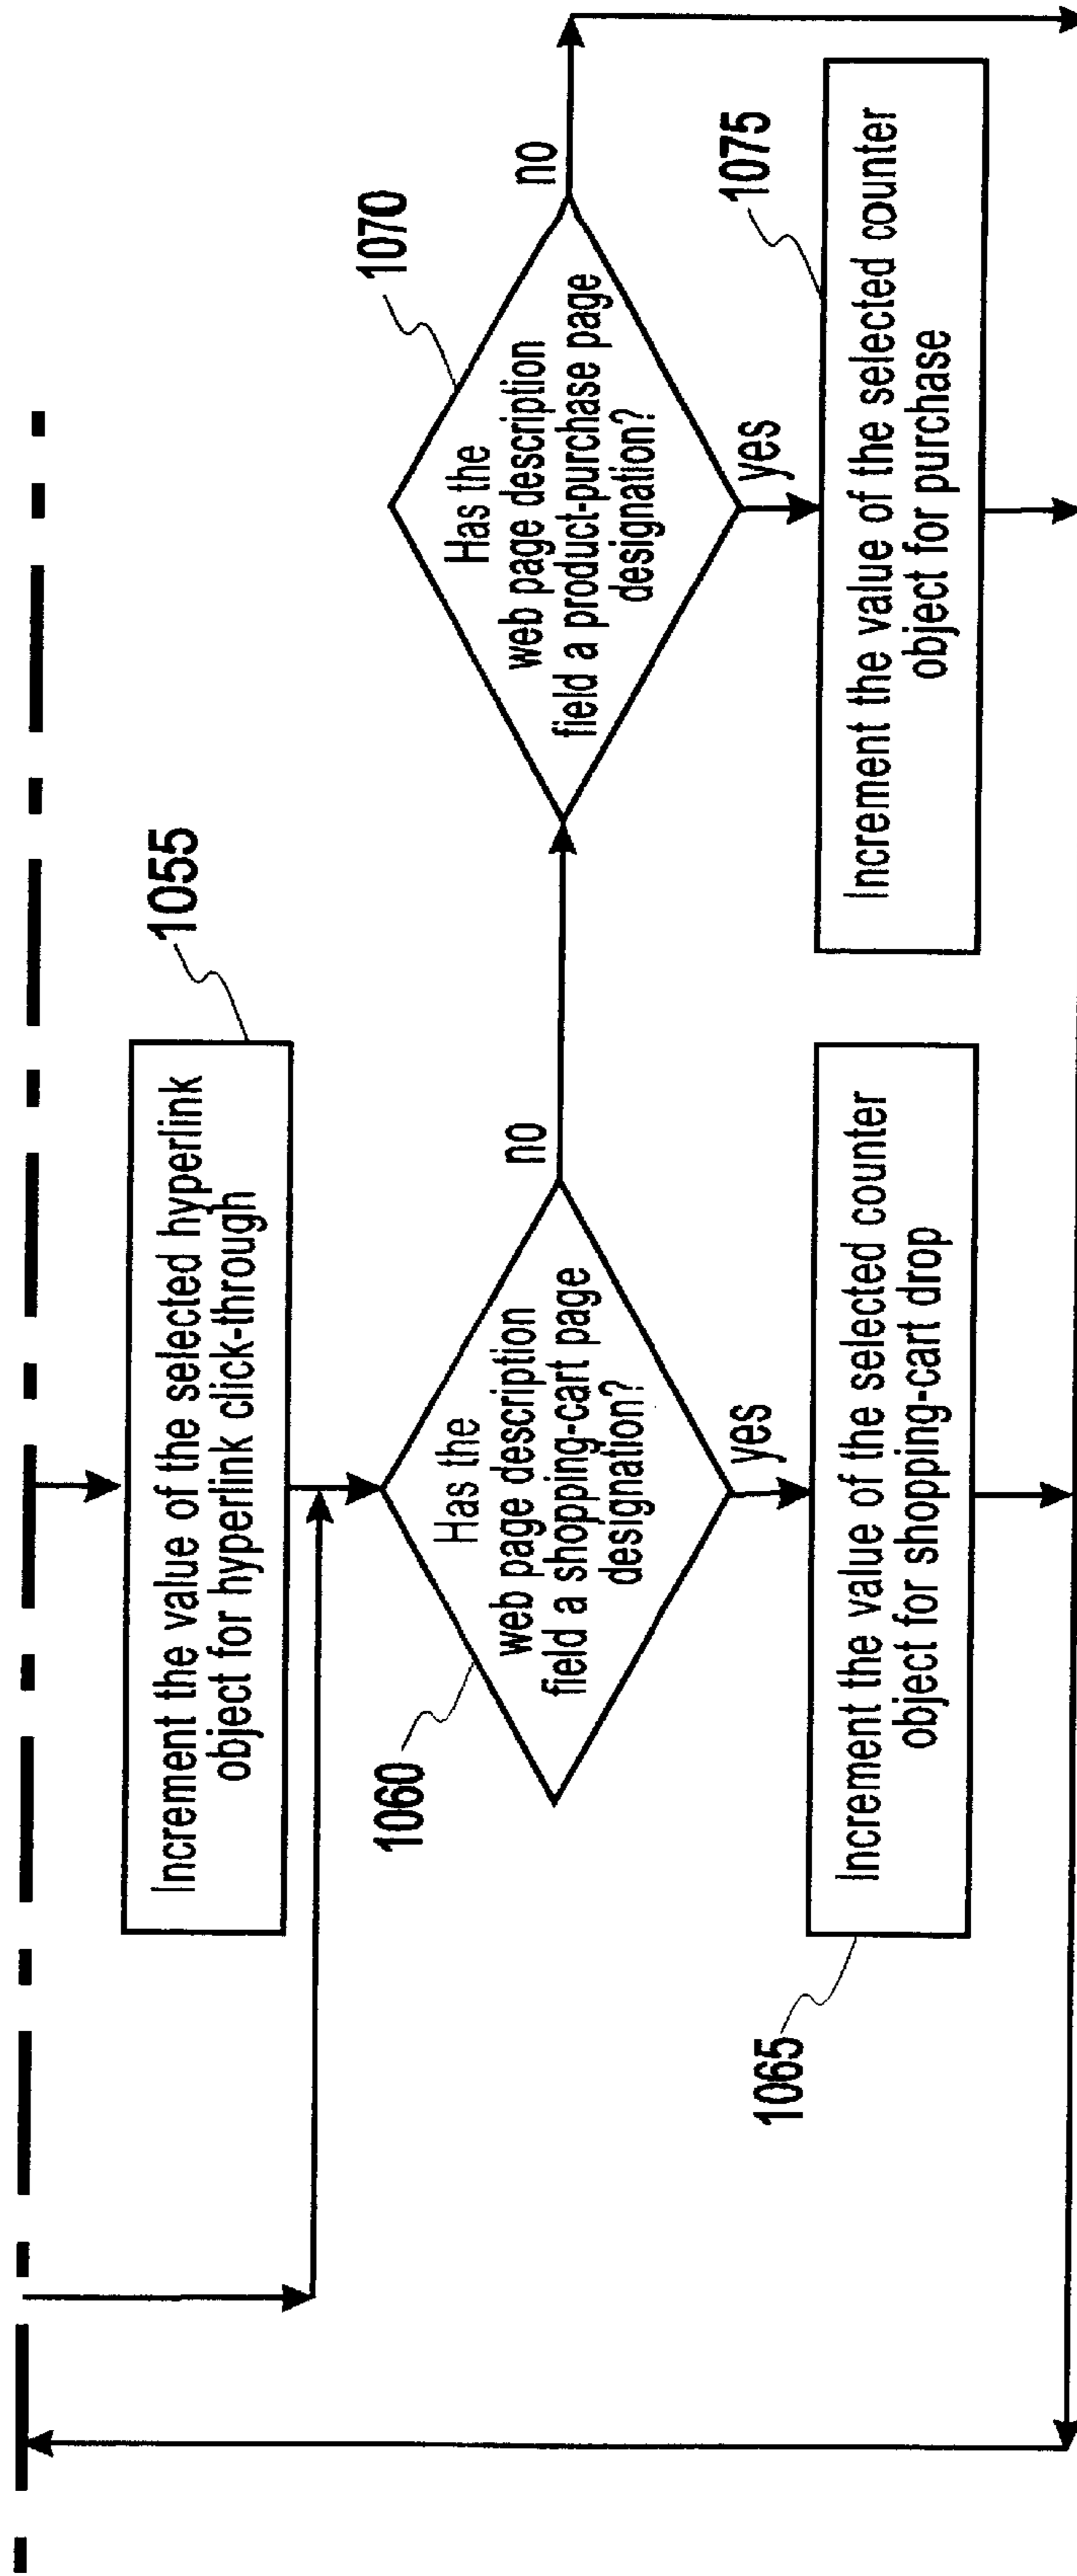 1055
Increment the value of the selected hyperlink
object for hyperlink click-through
1060
Has the
web page description
field a shopping-cart page
designation?
no
yes
1065
Increment the value of the selected counter
object for shopping-cart drop
1070
Has the
web page description
field a product-purchase page
designation?
no
yes
1075
Increment the value of the selected counter
object for purchase